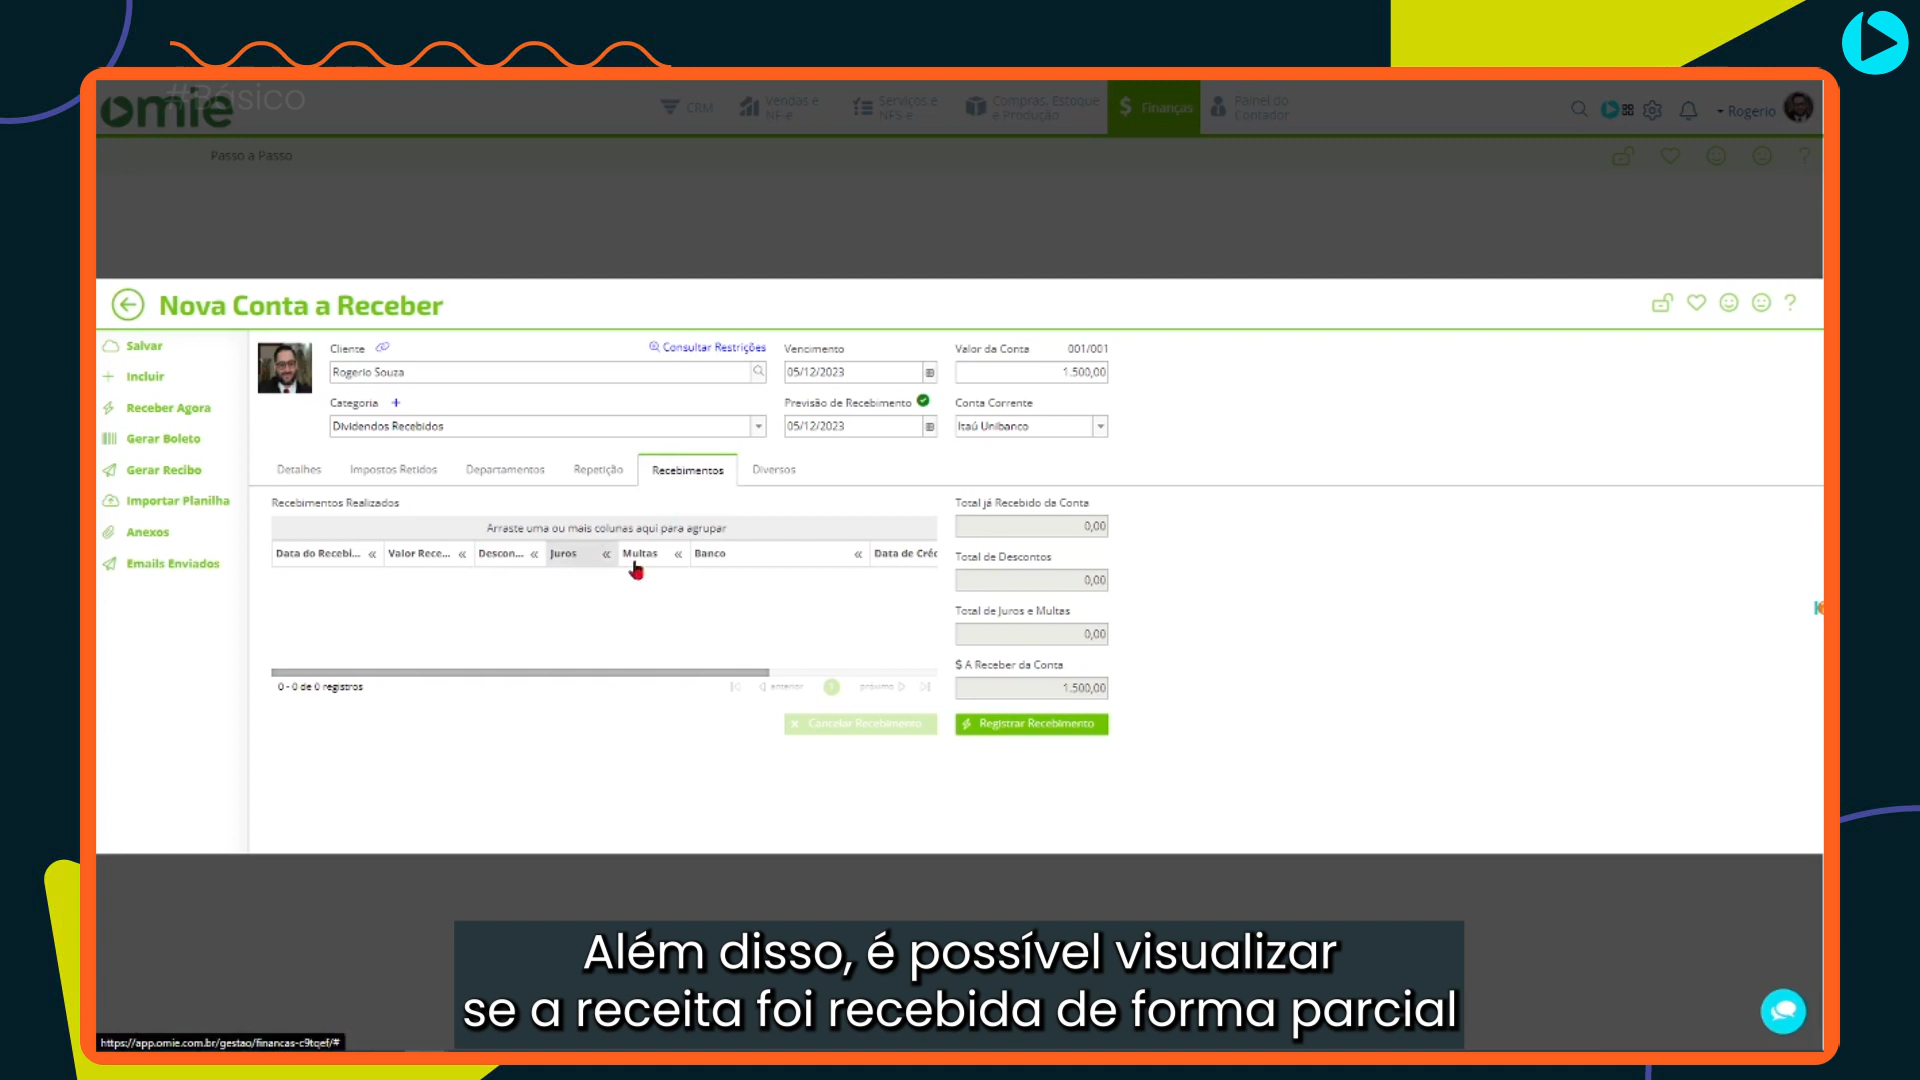 #Básico
omie
CRM
Vendas e NF-e
Serviços e NFS-e
Compras, Estoque e Produção
$ Finanças
Painel do Contador
Rogerio
Passo a Passo
Nova Conta a Receber
Salvar
Incluir
Receber Agora
Gerar Boleto
Gerar Recibo
Importar Planilha
Anexos
Emails Enviados
Cliente
Consultar Restrições
Vencimento
Valor da Conta 001/001
Rogerio Souza
05/12/2023
1.500,00
Categoria +
Previsão de Recebimento
Conta Corrente
Dividendos Recebidos
05/12/2023
Itaú Unibanco
Detalhes
Impostos Retidos
Departamentos
Repetição
Recebimentos
Diversos
Recebimentos Realizados
Arraste uma ou mais colunas aqui para agrupar
Data do Recebi... «
Valor Rece... «
Descon... «
Juros «
Multas «
Banco «
Data de Créc
0 - 0 de 0 registros
anterior
1
próximo
Cancelar Recebimento
Total já Recebido da Conta
0,00
Total de Descontos
0,00
Total de Juros e Multas
0,00
$ A Receber da Conta
1.500,00
Registrar Recebimento
Além disso, é possível visualizar
se a receita foi recebida de forma parcial
https://app.omie.com.br/gestao/financas-c9tqef/#